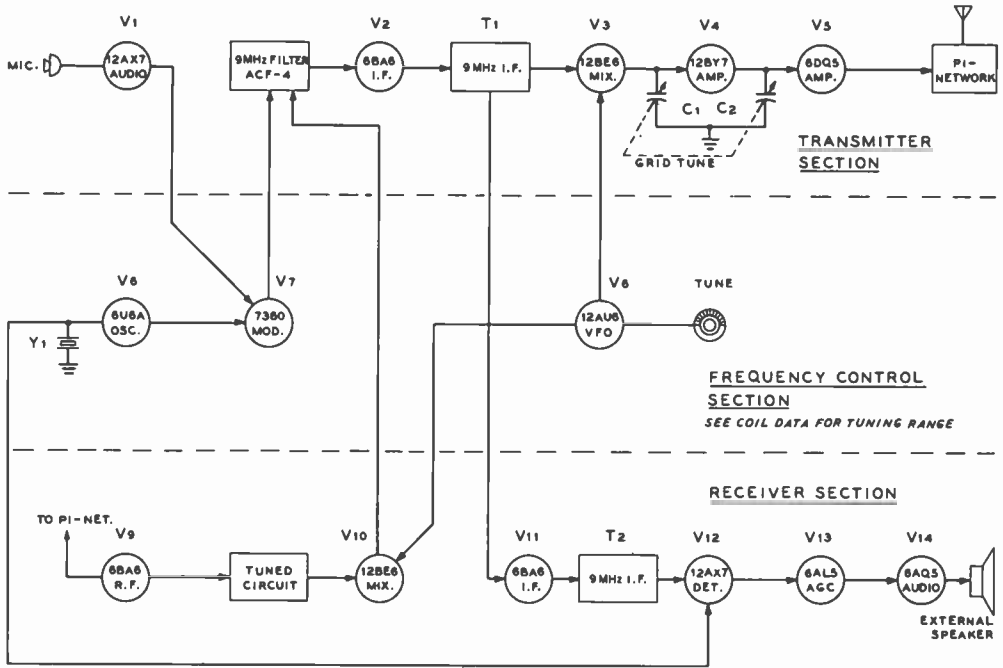 V1
V2
T1
V3
V4
V5
MIC.
12AX7
AUDIO
9MHz FILTER
ACF-4
6BA6
I.F.
9 MHz I.F.
12BE6
MIX.
12BY7
AMP.
6DQ5
AMP.
PI-
NETWORK
C1 C2
GRID TUNE
TRANSMITTER
SECTION
V6
V7
V8
TUNE
6U6A
OSC.
7360
MOD.
12AU6
VFO
Y1
FREQUENCY CONTROL
SECTION
SEE COIL DATA FOR TUNING RANGE
RECEIVER SECTION
TO PI-NET.
V9
V10
V11
T2
V12
V13
V14
6BA6
R.F.
TUNED
CIRCUIT
12BE6
MIX.
6BA6
I.F.
9MHz I.F.
12AX7
DET.
6AL5
AGC
6AQ5
AUDIO
EXTERNAL
SPEAKER